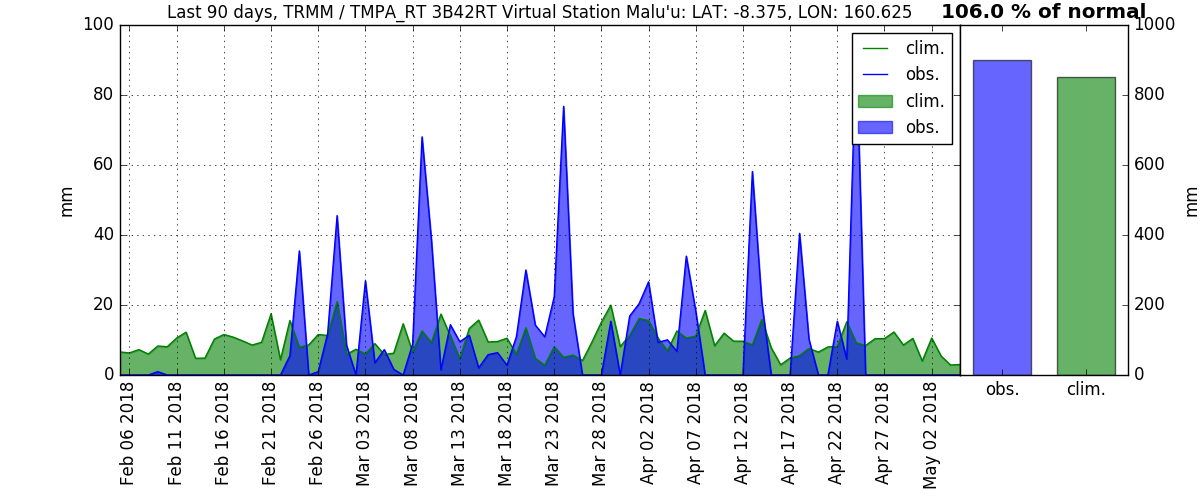 Last 90 days, TRMM / TMPA_RT 3B42RT Virtual Station Malu'u: LAT: -8.375, LON: 160.625
106.0 % of normal
100
80
60
40
20
0
mm
clim.
obs.
clim.
obs.
1000
800
600
400
200
0
mm
obs.
clim.
Feb 06 2018
Feb 11 2018
Feb 16 2018
Feb 21 2018
Feb 26 2018
Mar 03 2018
Mar 08 2018
Mar 13 2018
Mar 18 2018
Mar 23 2018
Mar 28 2018
Apr 02 2018
Apr 07 2018
Apr 12 2018
Apr 17 2018
Apr 22 2018
Apr 27 2018
May 02 2018